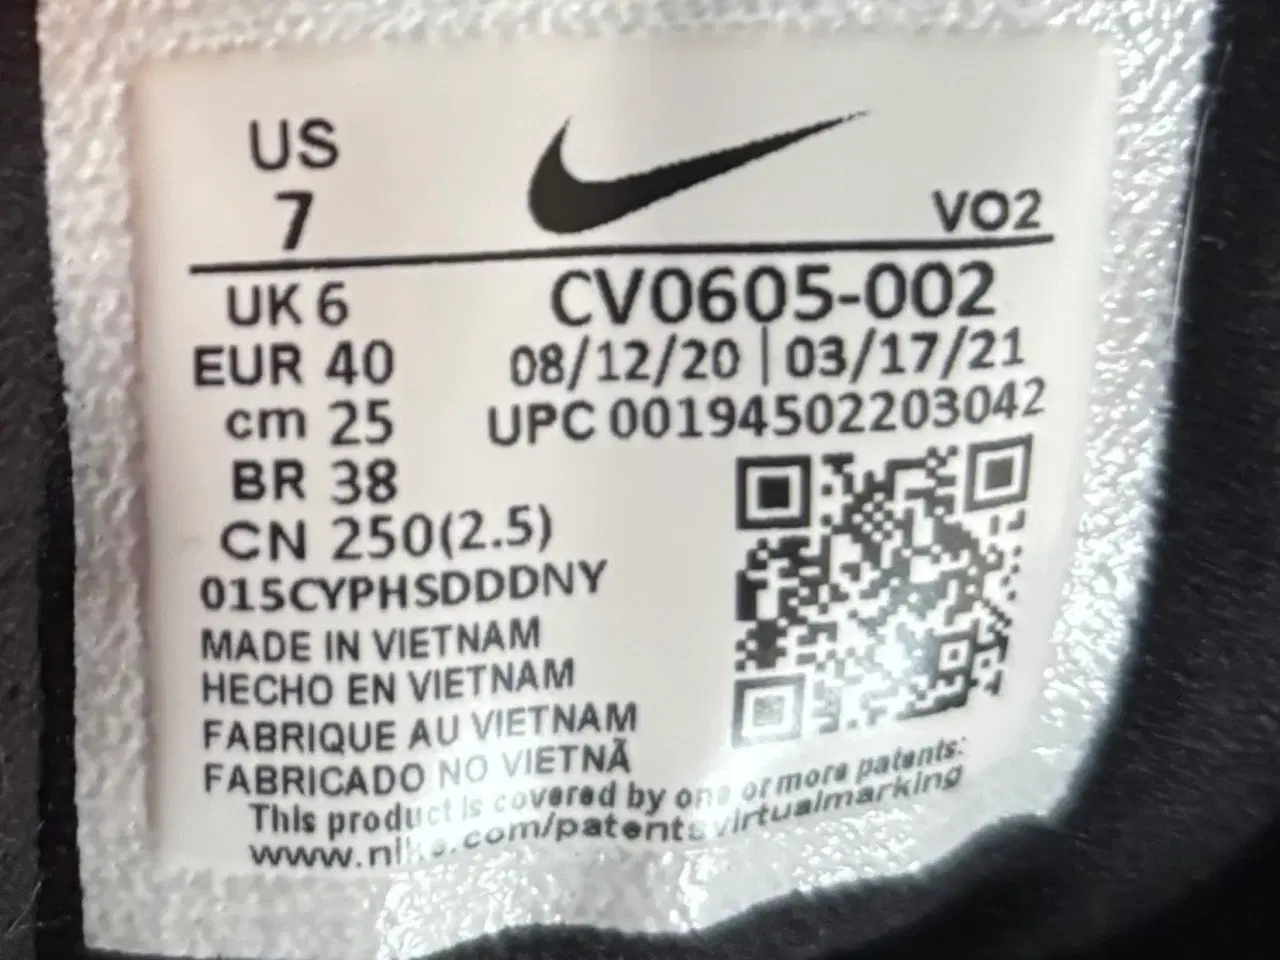 US
7
VO2
UK 6
CV0605-002
EUR 40
08/12/20 | 03/17/21
cm 25
UPC 00194502203042
BR 38
CN 250(2.5)
015CYPHSDDDNY
MADE IN VIETNAM
HECHO EN VIETNAM
FABRIQUE AU VIETNAM
FABRICADO NO VIETNÃ
This product is covered by one or more patents:
www.nike.com/patentsvirtualmarking